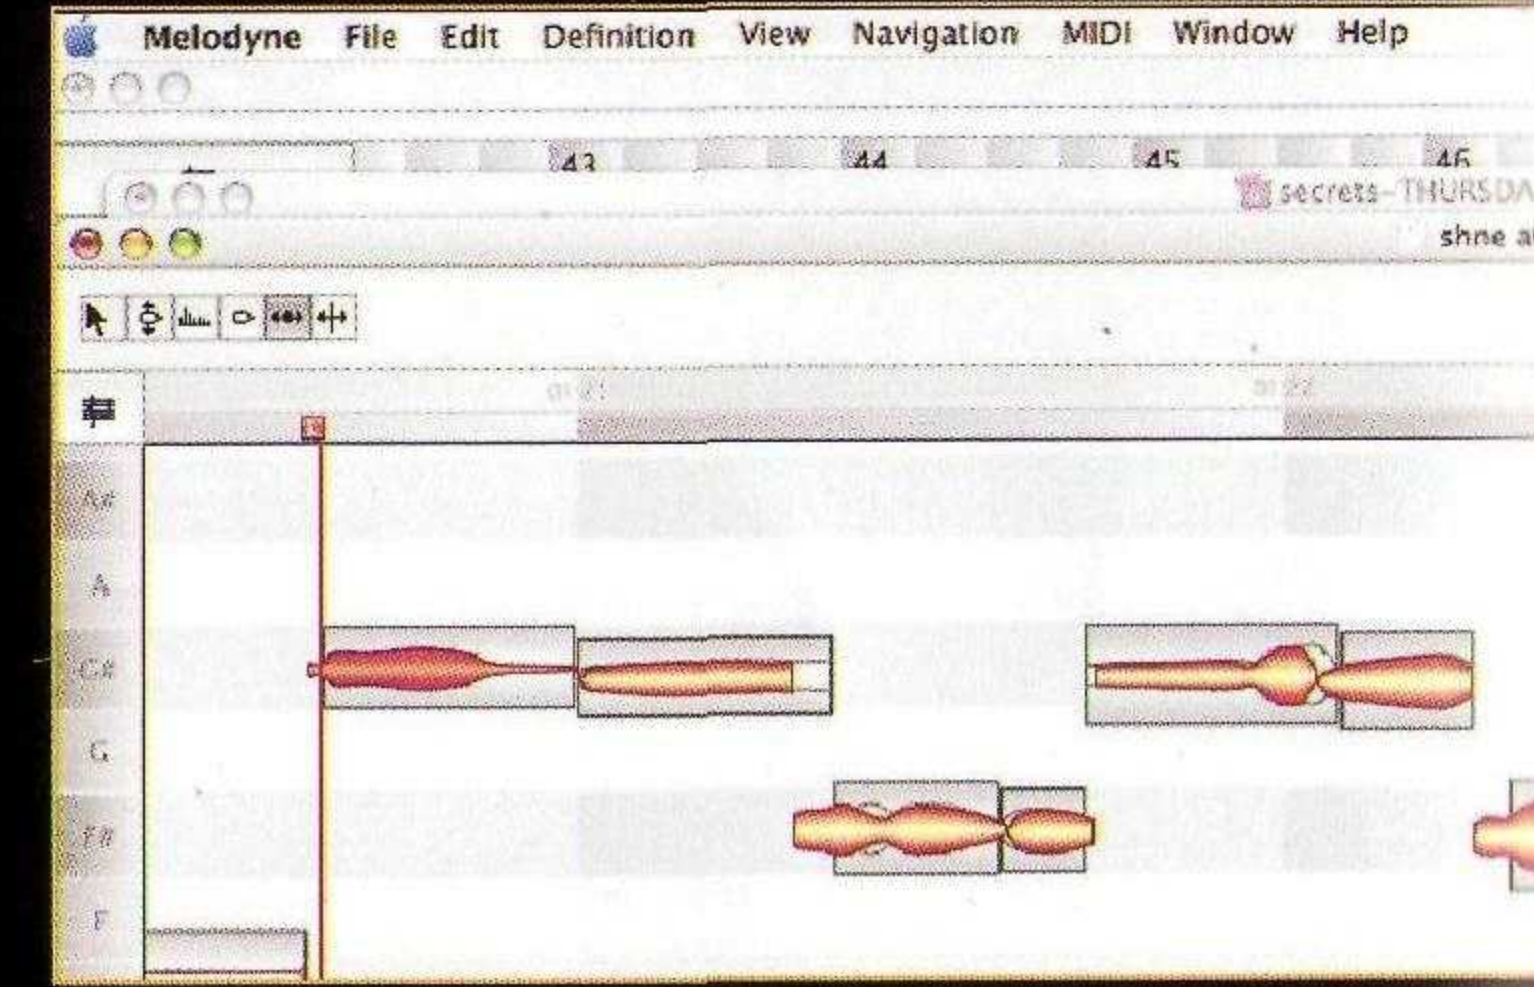 Melodyne File Edit Definition View Navigation MIDI Window Help
43 44 45 46
secrets-THURSDA
shne a
A#
A
G
F#
F